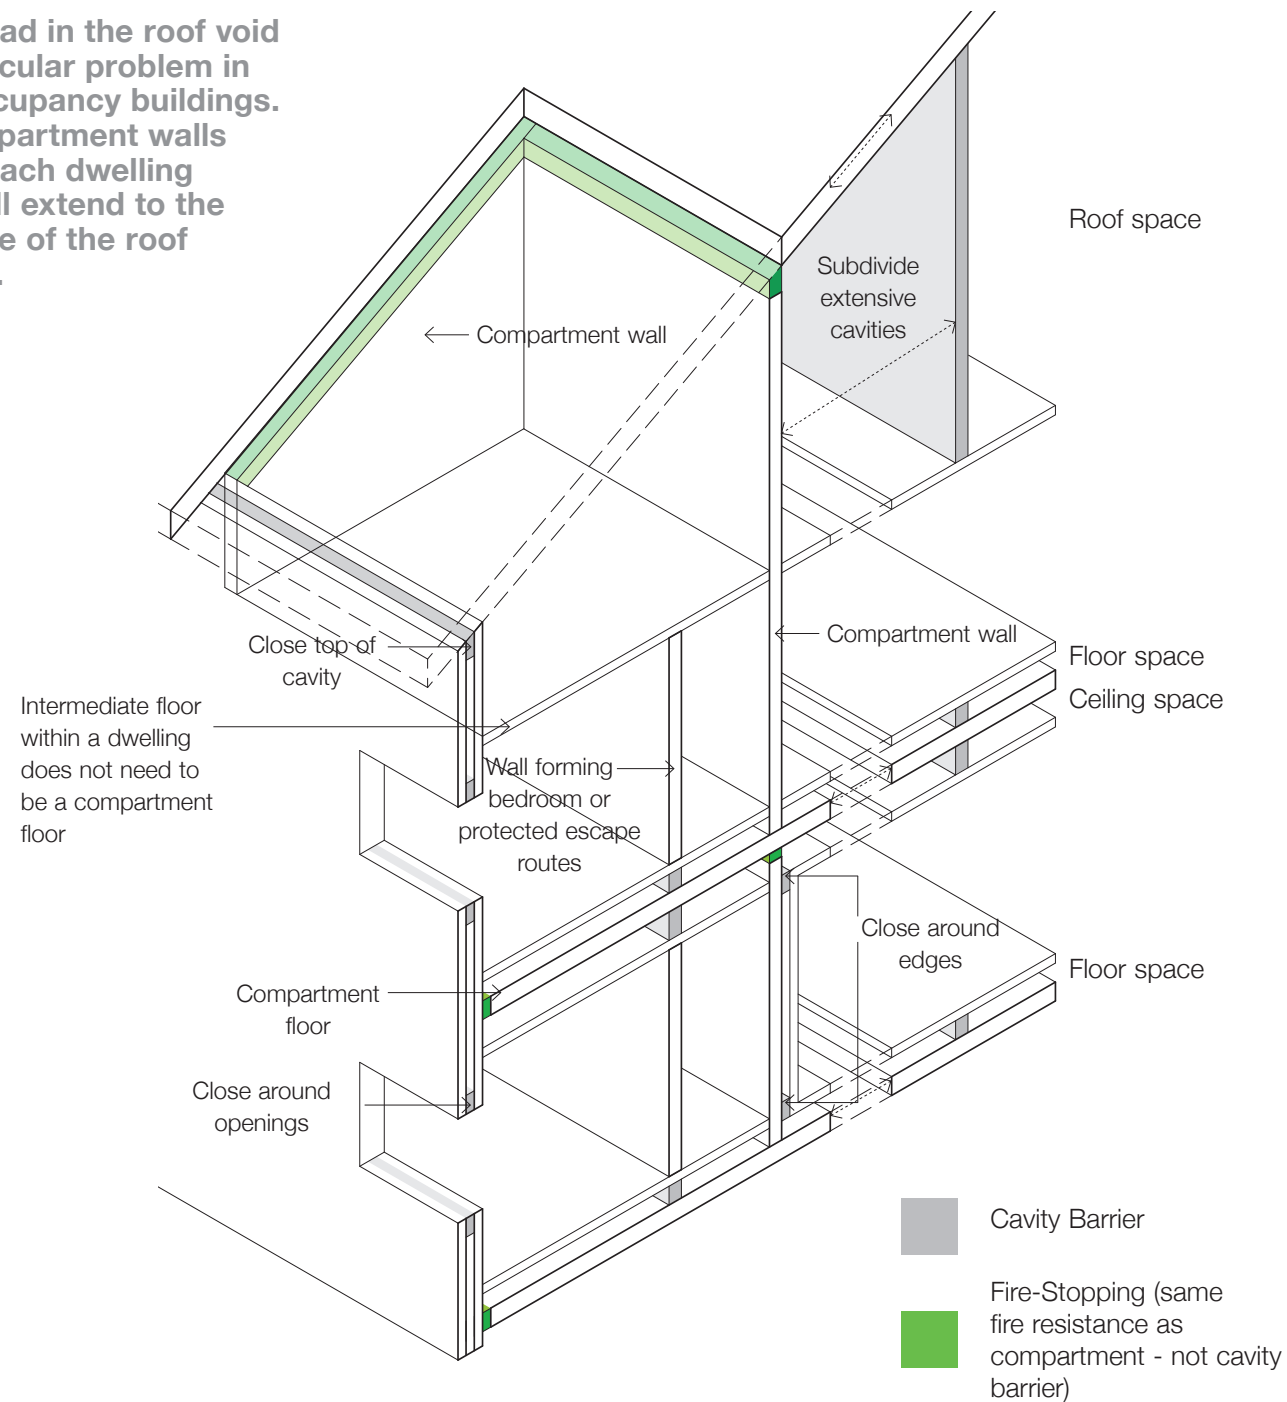 ad in the roof void
cular problem in
cupancy buildings.
partment walls
ach dwelling
ll extend to the
e of the roof
.
Roof space
Subdivide
extensive
cavities
Compartment wall
Compartment wall
Close top of
cavity
Floor space
Ceiling space
Intermediate floor
within a dwelling
does not need to
be a compartment
floor
Wall forming
bedroom or
protected escape
routes
Close around
edges
Floor space
Compartment
floor
Close around
openings
Cavity Barrier
Fire-Stopping (same
fire resistance as
compartment - not cavity
barrier)